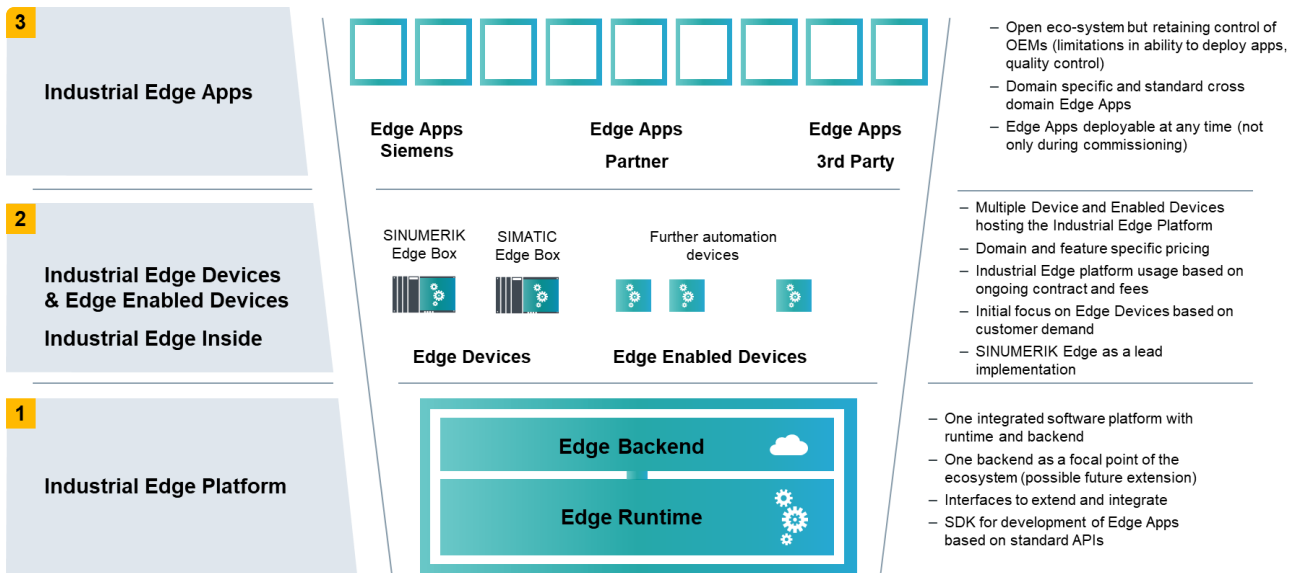 3
Industrial Edge Apps
Edge Apps
Siemens
Edge Apps
Partner
Edge Apps
3rd Party
– Open eco-system but retaining control of
OEMs (limitations in ability to deploy apps,
quality control)
– Domain specific and standard cross
domain Edge Apps
– Edge Apps deployable at any time (not
only during commissioning)
2
Industrial Edge Devices
& Edge Enabled Devices
Industrial Edge Inside
SINUMERIK
Edge Box
SIMATIC
Edge Box
Further automation
devices
Edge Devices
Edge Enabled Devices
– Multiple Device and Enabled Devices
hosting the Industrial Edge Platform
– Domain and feature specific pricing
– Industrial Edge platform usage based on
ongoing contract and fees
– Initial focus on Edge Devices based on
customer demand
– SINUMERIK Edge as a lead
implementation
1
Industrial Edge Platform
Edge Backend
Edge Runtime
– One integrated software platform with
runtime and backend
– One backend as a focal point of the
ecosystem (possible future extension)
– Interfaces to extend and integrate
– SDK for development of Edge Apps
based on standard APIs